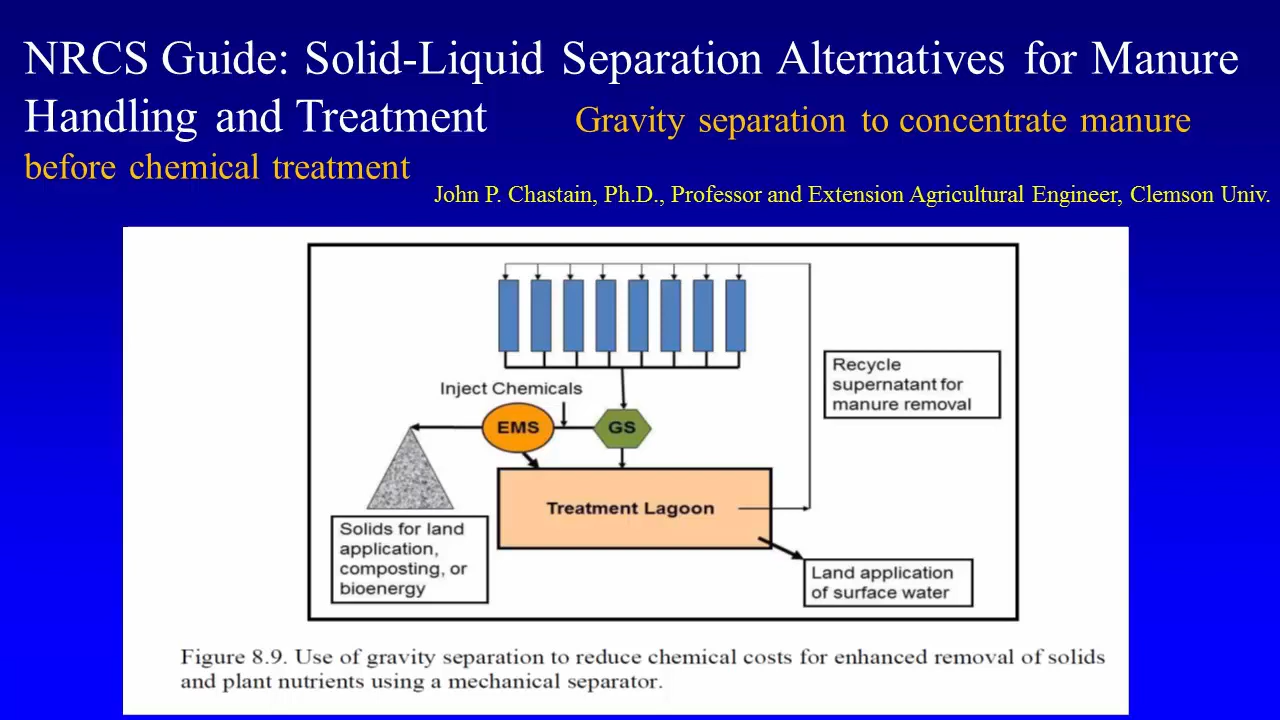 NRCS Guide: Solid-Liquid Separation Alternatives for Manure
Handling and Treatment Gravity separation to concentrate manure
before chemical treatment
John P. Chastain, Ph.D., Professor and Extension Agricultural Engineer, Clemson Univ.
Recycle
supernatant for
manure removal
Inject Chemicals
EMS
GS
Treatment Lagoon
Solids for land
application,
composting, or
bioenergy
Land application
of surface water
Figure 8.9. Use of gravity separation to reduce chemical costs for enhanced removal of solids
and plant nutrients using a mechanical separator.